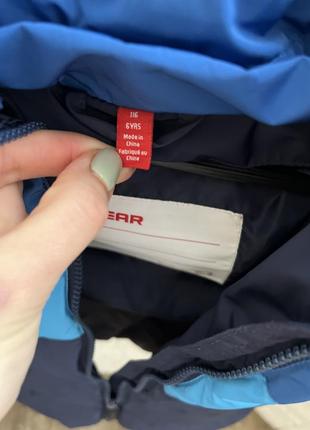 116
6YRS
Made in
China
Fabriqué au
Chine
EAR